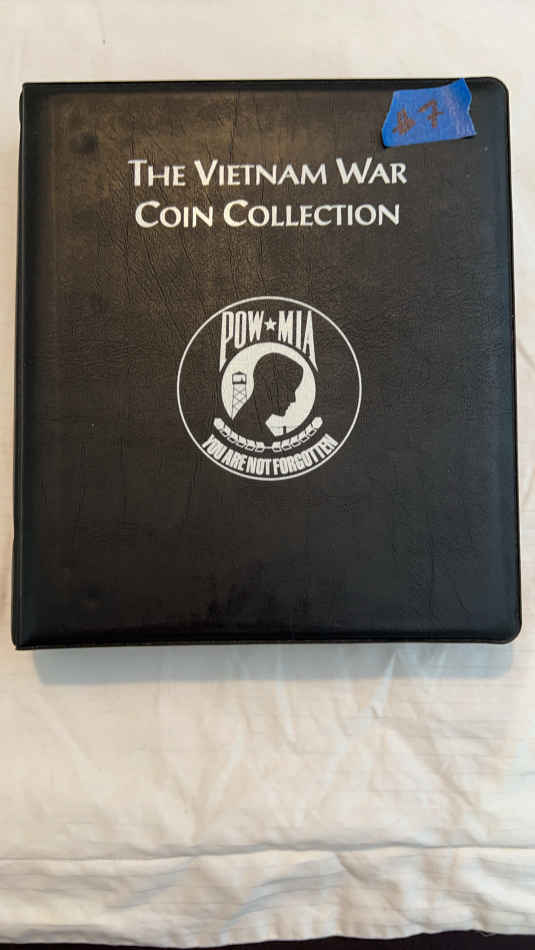 #7
THE VIETNAM WAR
COIN COLLECTION
POW★MIA
YOU ARE NOT FORGOTTEN